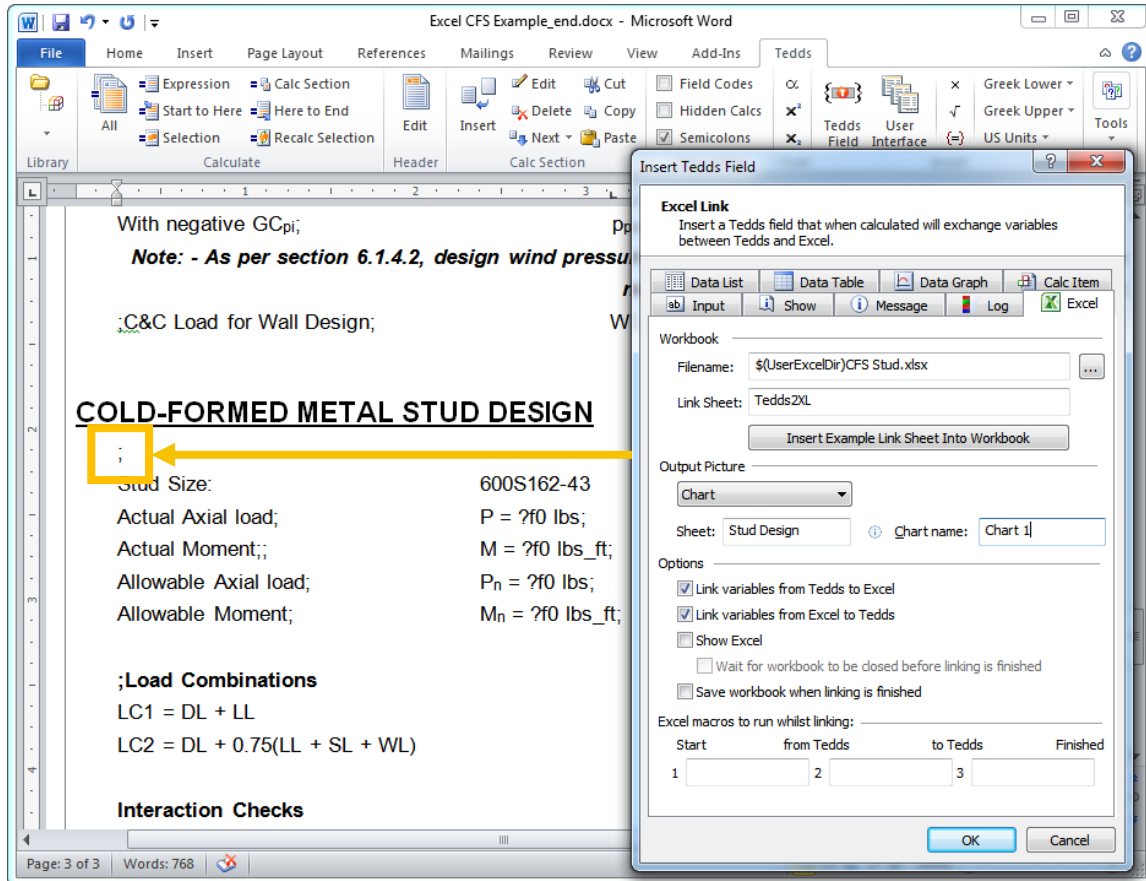 Excel CFS Example_end.docx - Microsoft Word
File Home Insert Page Layout References Mailings Review View Add-Ins Tedds
All
Expression
Start to Here
Selection
Calc Section
Here to End
Recalc Selection
Edit
Insert
Edit
Delete
Next
Cut
Copy
Paste
Field Codes
Hidden Calcs
Semicolons
α
x²
x₂
Tedds Field
User Interface
x
√
{=}
Greek Lower
Greek Upper
US Units
Tools
Library Calculate Header Calc Section
1 2 3
With negative GCpi;
Note: - As per section 6.1.4.2, design wind pressu
;C&C Load for Wall Design; W
COLD-FORMED METAL STUD DESIGN
;
Stud Size: 600S162-43
Actual Axial load; P = ?f0 lbs;
Actual Moment;; M = ?f0 lbs_ft;
Allowable Axial load; Pn = ?f0 lbs;
Allowable Moment; Mn = ?f0 lbs_ft;
;Load Combinations
LC1 = DL + LL
LC2 = DL + 0.75(LL + SL + WL)
Interaction Checks
Page: 3 of 3 Words: 768
Insert Tedds Field
Excel Link
Insert a Tedds field that when calculated will exchange variables
between Tedds and Excel.
Data List Data Table Data Graph Calc Item
ab Input Show Message Log Excel
Workbook
Filename: $(UserExcelDir)CFS Stud.xlsx ...
Link Sheet: Tedds2XL
Insert Example Link Sheet Into Workbook
Output Picture
Chart
Sheet: Stud Design Chart name: Chart 1
Options
Link variables from Tedds to Excel
Link variables from Excel to Tedds
Show Excel
Wait for workbook to be closed before linking is finished
Save workbook when linking is finished
Excel macros to run whilst linking:
Start from Tedds to Tedds Finished
1 2 3
OK Cancel